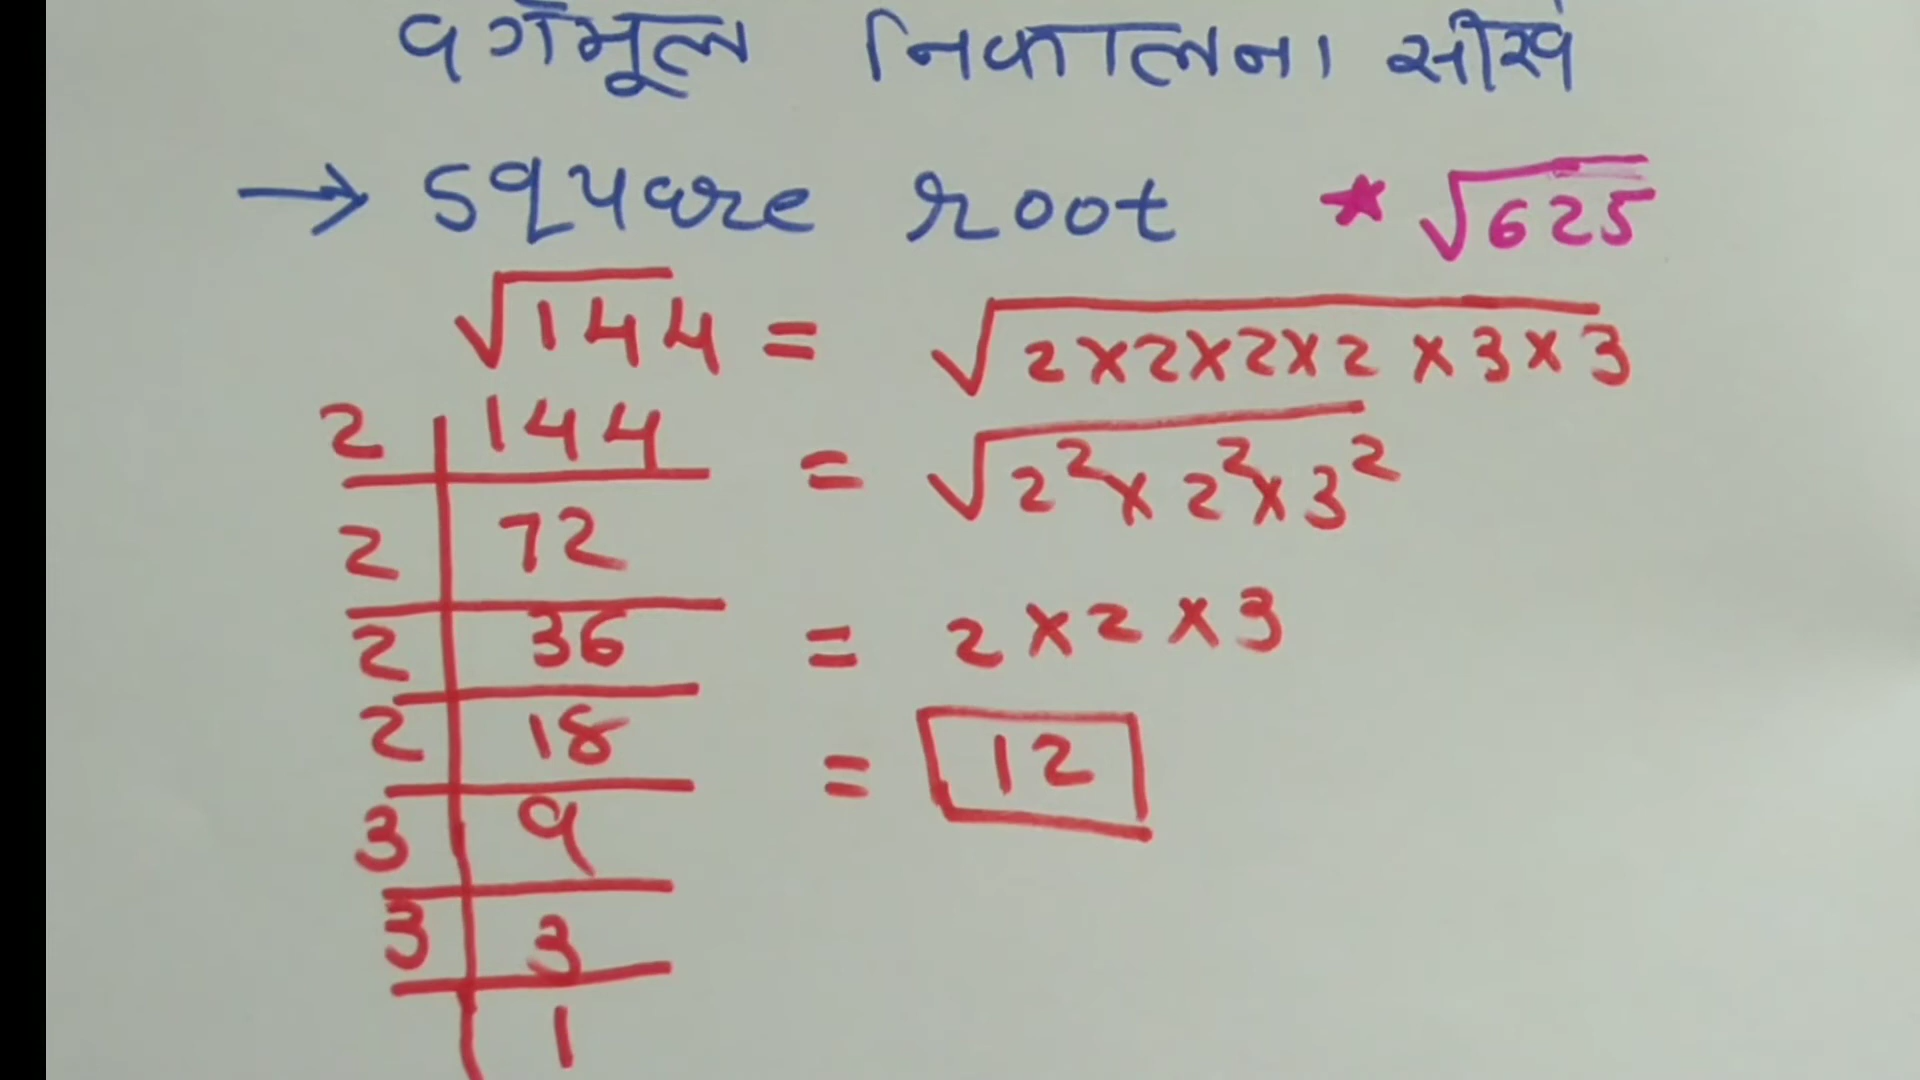 वर्गमूल निकालना सीखें
→ square root * √625
√144 = √2×2×2×2×3×3
2 | 144
= √2²×2²×3²
2 | 72
2 | 36
= 2×2×3
2 | 18
= 12
3 | 9
3 | 3
1